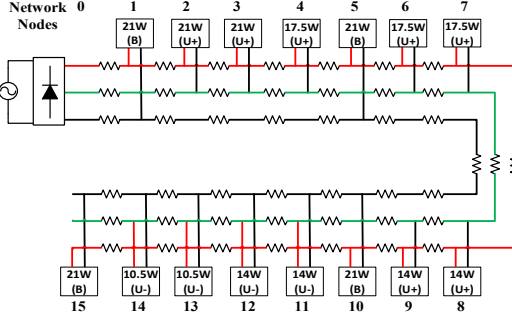 Network Nodes 0 1 2 3 4 5 6 7
21W (B)
21W (U+)
21W (U+)
17.5W (U+)
21W (B)
17.5W (U+)
17.5W (U+)
21W (B)
10.5W (U-)
10.5W (U-)
14W (U-)
14W (U-)
21W (B)
14W (U+)
14W (U+)
15 14 13 12 11 10 9 8